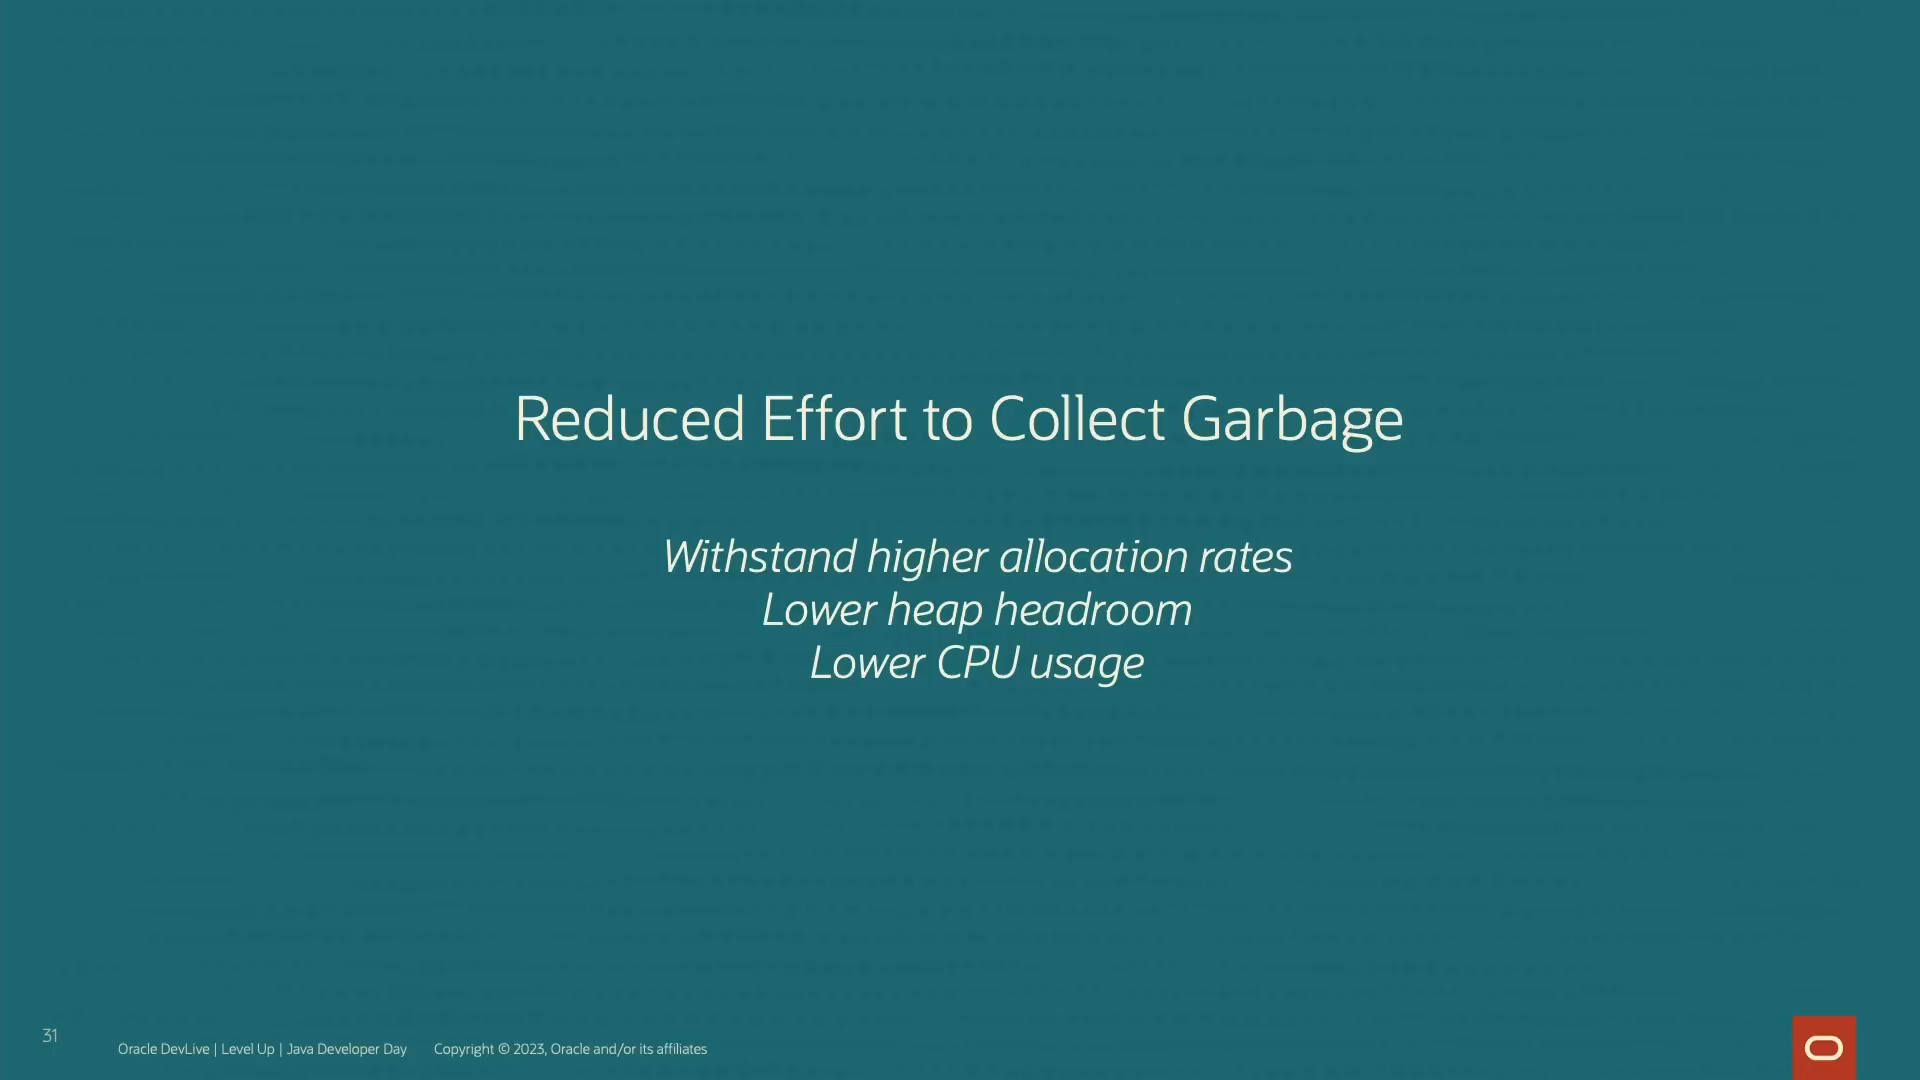 Reduced Effort to Collect Garbage
Withstand higher allocation rates
Lower heap headroom
Lower CPU usage
31
Oracle DevLive | Level Up | Java Developer Day Copyright © 2023, Oracle and/or its affiliates